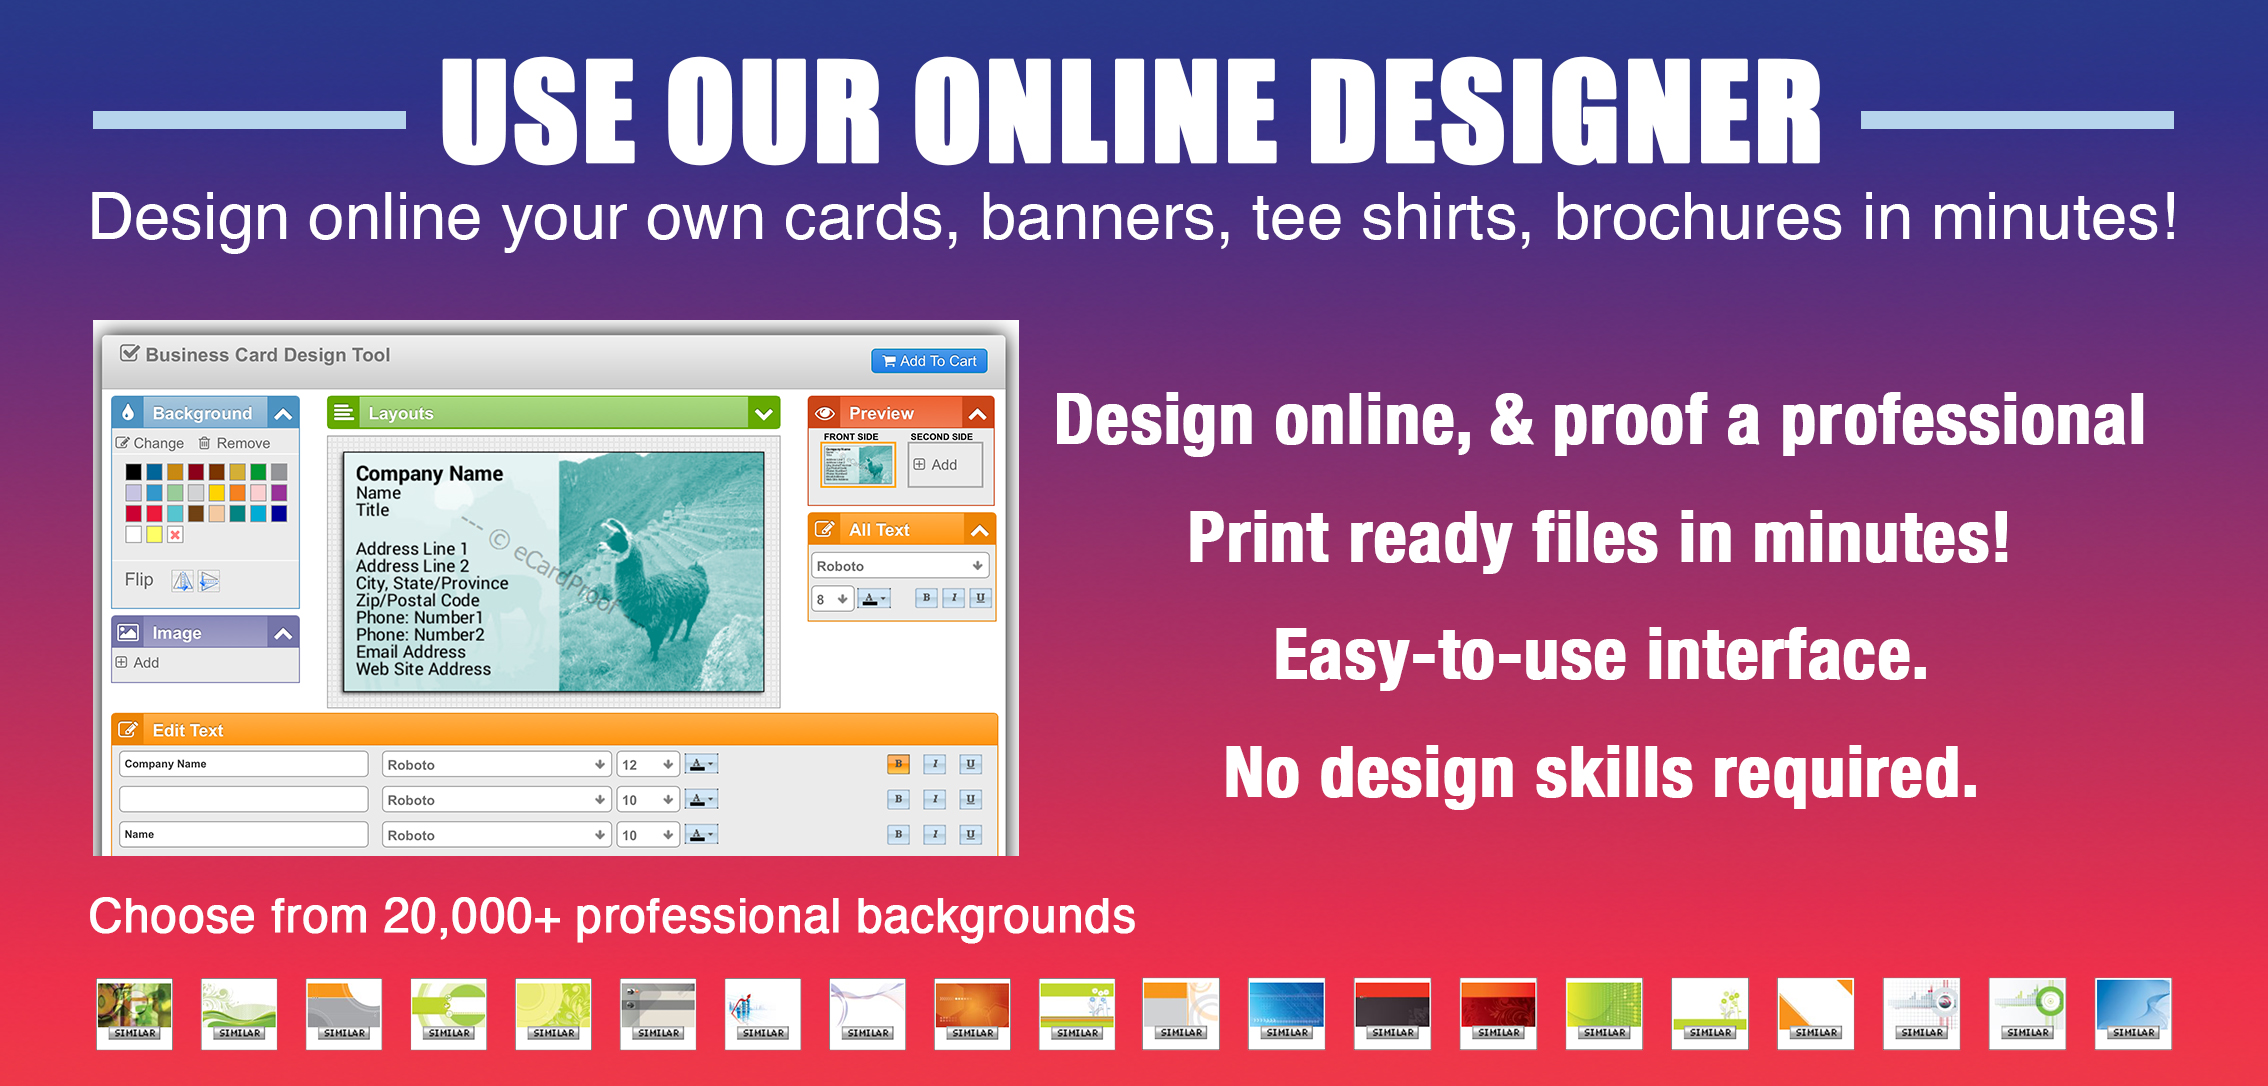 USE OUR ONLINE DESIGNER
Design online your own cards, banners, tee shirts, brochures in minutes!
Business Card Design Tool
Add To Cart
Background
Change Remove
Flip
Image
Add
Layouts
Company Name
Name
Title
Address Line 1
Address Line 2
City, State/Province
Zip/Postal Code
Phone: Number1
Phone: Number2
Email Address
Web Site Address
© eCardProof
Preview
FRONT SIDE SECOND SIDE
Add
All Text
Roboto
8 A B I U
Edit Text
Company Name Roboto 12 A B I U
Roboto 10 A B I U
Name Roboto 10 A B I U
Design online, & proof a professional
Print ready files in minutes!
Easy-to-use interface.
No design skills required.
Choose from 20,000+ professional backgrounds
SIMILAR SIMILAR SIMILAR SIMILAR SIMILAR SIMILAR SIMILAR SIMILAR SIMILAR SIMILAR SIMILAR SIMILAR SIMILAR SIMILAR SIMILAR SIMILAR SIMILAR SIMILAR SIMILAR SIMILAR